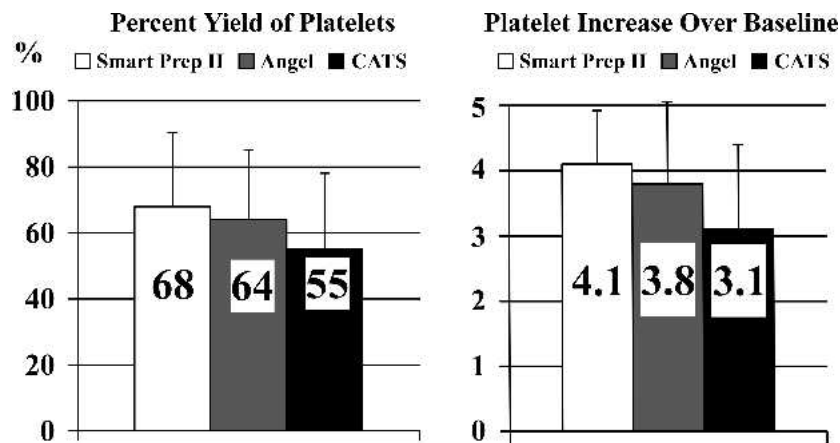 Percent Yield of Platelets
%
Smart Prep II Angel CATS
100
80
60
40
20
0
68 64 55
Platelet Increase Over Baseline
Smart Prep II Angel CATS
5
4
3
2
1
0
4.1 3.8 3.1